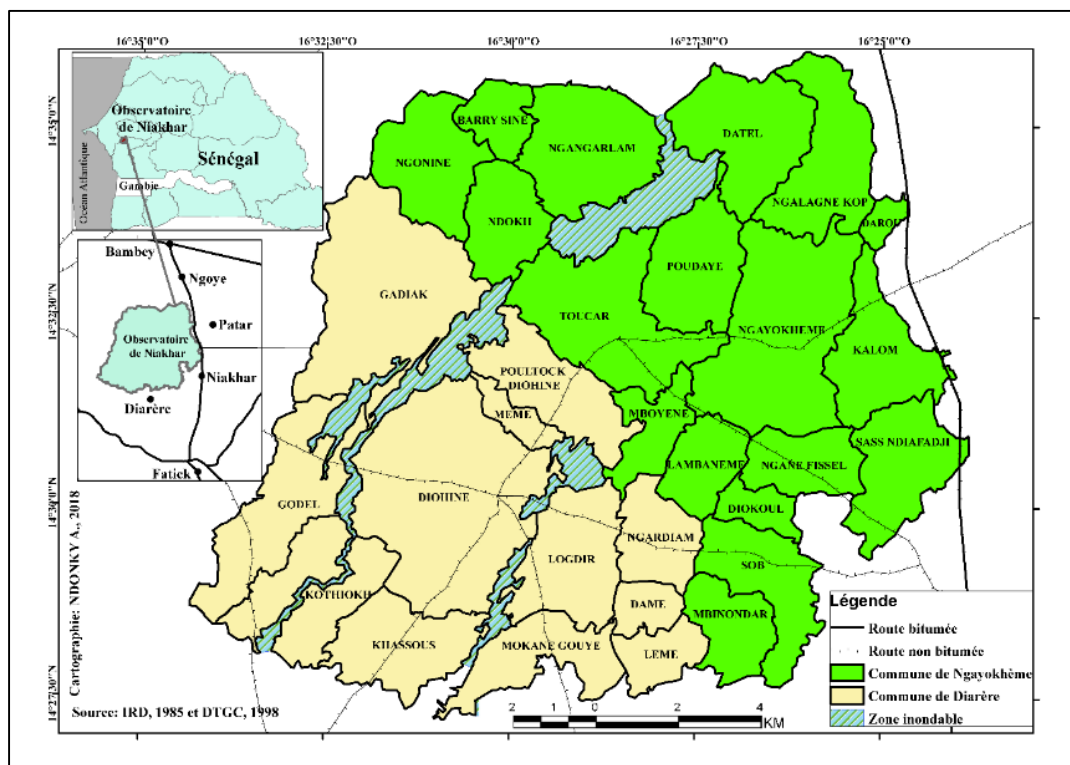 16°35'0"O
16°32'30"O
16°30'0"O
16°27'30"O
16°25'0"O
14°35'0"N
14°32'30"N
14°30'0"N
14°27'30"N
Observatoire
de Niakhar
Sénégal
Gambie
Océan Atlantique
Bambey
Ngoye
Patar
Observatoire
de Niakhar
Niakhar
Diarère
Fatick
BARRY SINE
NGONINE
NGANGARLAM
DATEL
NDOKH
NGALAGNE KOP
DAROU
POUDAYE
GADIAK
TOUCAR
NGAYOKHEME
KALOM
POULTOCK
DIOHINE
MEME
MBOYENE
SASS NDIAFADJI
LAMBANEME
NGANE FISSEL
DIOHINE
GODEL
DIOKOUL
NGARDIAM
LOGDIR
SOB
KOTHIOKH
DAME
MBINONDAR
KHASSOUS
MOKANE GOUYE
LEME
Légende
Route bitumée
Route non bitumée
Commune de Ngayokhème
Commune de Diarère
Zone inondable
Cartographie: NDONKY A., 2018
Source: IRD, 1985 et DTGC, 1998
2 1 0 2 4
KM